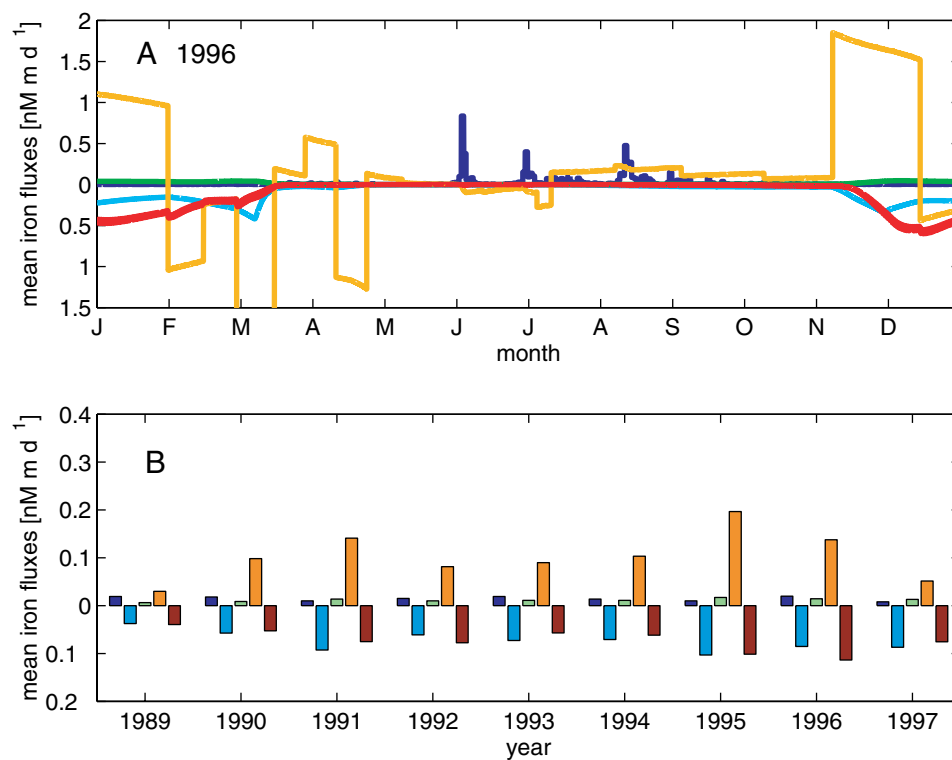 A 1996
mean iron fluxes [nM m d⁻¹]
2
1.5
1
0.5
0
0.5
1
1.5
J F M A M J J A S O N D
month
B
mean iron fluxes [nM m d⁻¹]
0.4
0.3
0.2
0.1
0
0.1
0.2
1989 1990 1991 1992 1993 1994 1995 1996 1997
year